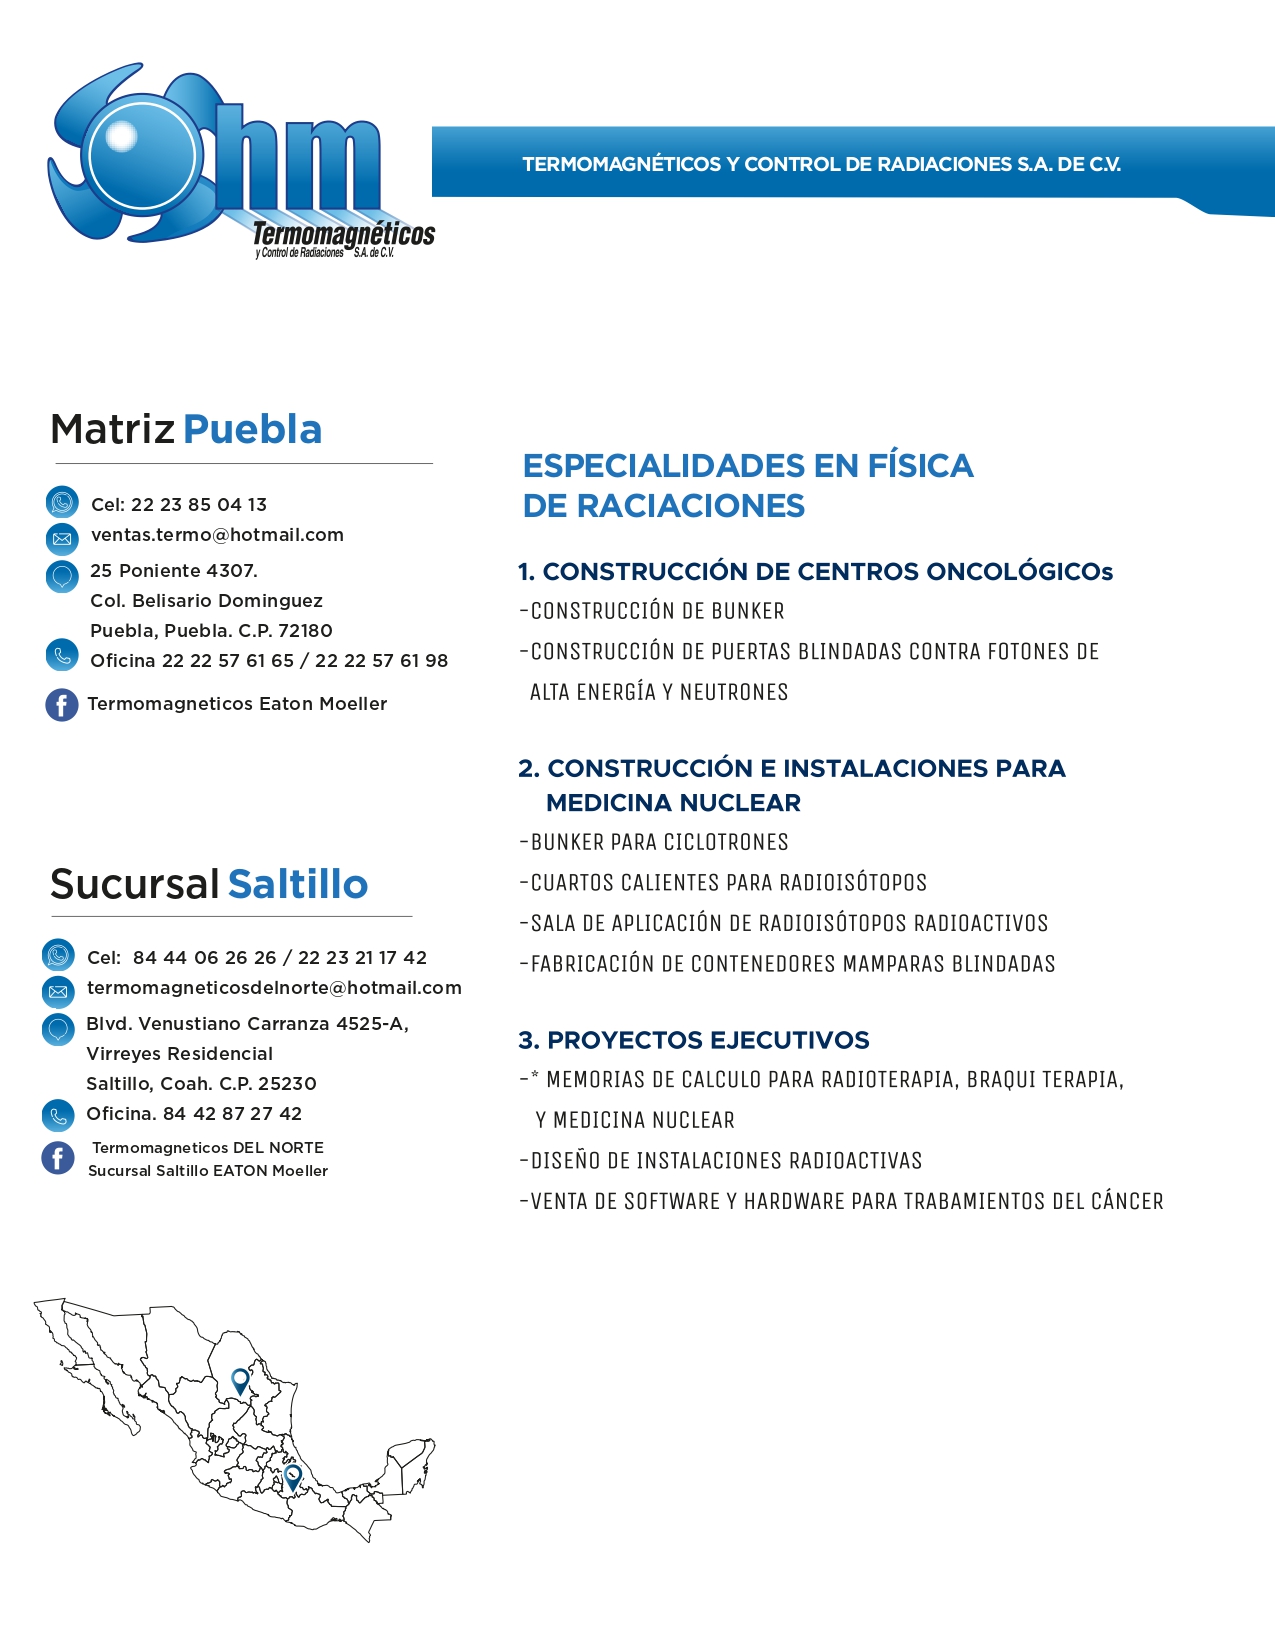 Ohm
Termomagnéticos
y Control de Radiaciones S.A. de C.V.
TERMOMAGNÉTICOS Y CONTROL DE RADIACIONES S.A. DE C.V.
Matriz Puebla
Cel: 22 23 85 04 13
ventas.termo@hotmail.com
25 Poniente 4307.
Col. Belisario Dominguez
Puebla, Puebla. C.P. 72180
Oficina 22 22 57 61 65 / 22 22 57 61 98
Termomagneticos Eaton Moeller
Sucursal Saltillo
Cel: 84 44 06 26 26 / 22 23 21 17 42
termomagneticosdelnorte@hotmail.com
Blvd. Venustiano Carranza 4525-A,
Virreyes Residencial
Saltillo, Coah. C.P. 25230
Oficina. 84 42 87 27 42
Termomagneticos DEL NORTE
Sucursal Saltillo EATON Moeller
ESPECIALIDADES EN FÍSICA
DE RACIACIONES
1. CONSTRUCCIÓN DE CENTROS ONCOLÓGICOs
-CONSTRUCCIÓN DE BUNKER
-CONSTRUCCIÓN DE PUERTAS BLINDADAS CONTRA FOTONES DE
ALTA ENERGÍA Y NEUTRONES
2. CONSTRUCCIÓN E INSTALACIONES PARA
MEDICINA NUCLEAR
-BUNKER PARA CICLOTRONES
-CUARTOS CALIENTES PARA RADIOISÓTOPOS
-SALA DE APLICACIÓN DE RADIOISÓTOPOS RADIOACTIVOS
-FABRICACIÓN DE CONTENEDORES MAMPARAS BLINDADAS
3. PROYECTOS EJECUTIVOS
-* MEMORIAS DE CALCULO PARA RADIOTERAPIA, BRAQUI TERAPIA,
Y MEDICINA NUCLEAR
-DISEÑO DE INSTALACIONES RADIOACTIVAS
-VENTA DE SOFTWARE Y HARDWARE PARA TRABAMIENTOS DEL CÁNCER